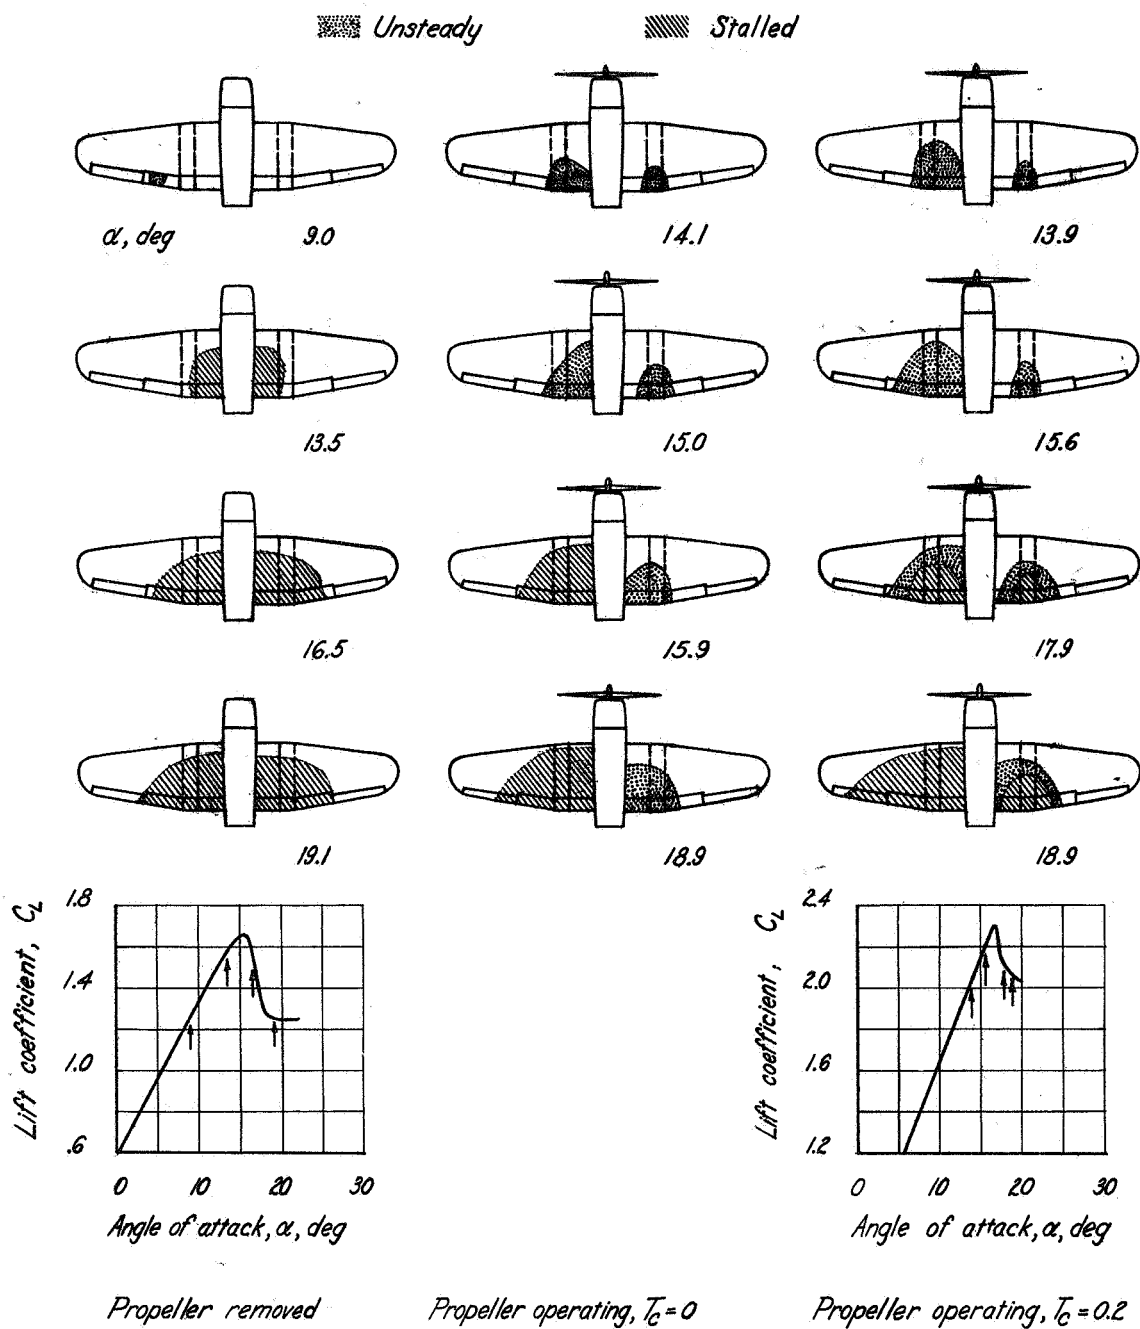 Unsteady Stalled
α, deg 9.0 14.1 13.9
13.5 15.0 15.6
16.5 15.9 17.9
19.1 18.9 18.9
Lift coefficient, C_L
1.8
1.4
1.0
.6
0 10 20 30
Angle of attack, α, deg
Lift coefficient, C_L
2.4
2.0
1.6
1.2
0 10 20 30
Angle of attack, α, deg
Propeller removed Propeller operating, T_c = 0 Propeller operating, T_c = 0.2